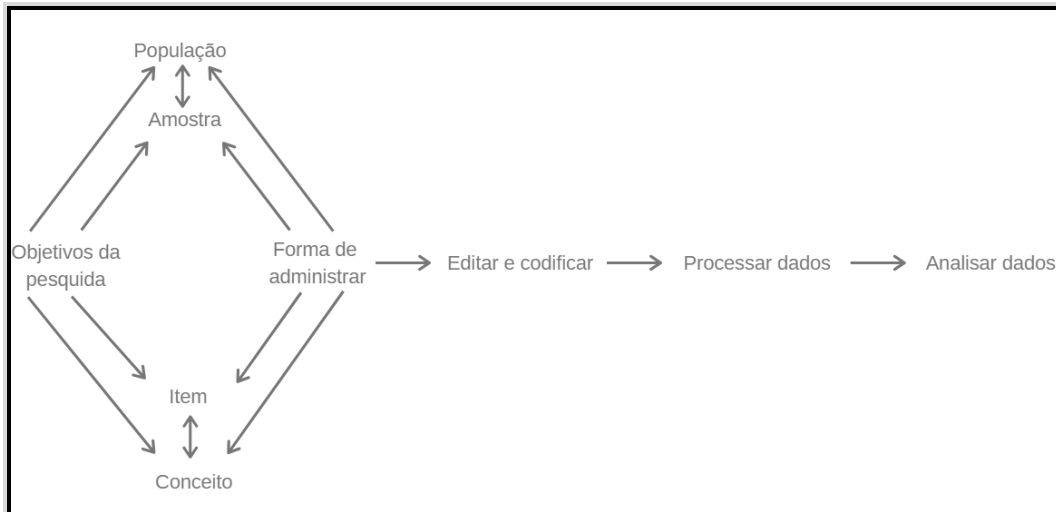 População
Amostra
Objetivos da
pesquida
Forma de
administrar
Editar e codificar
Processar dados
Analisar dados
Item
Conceito